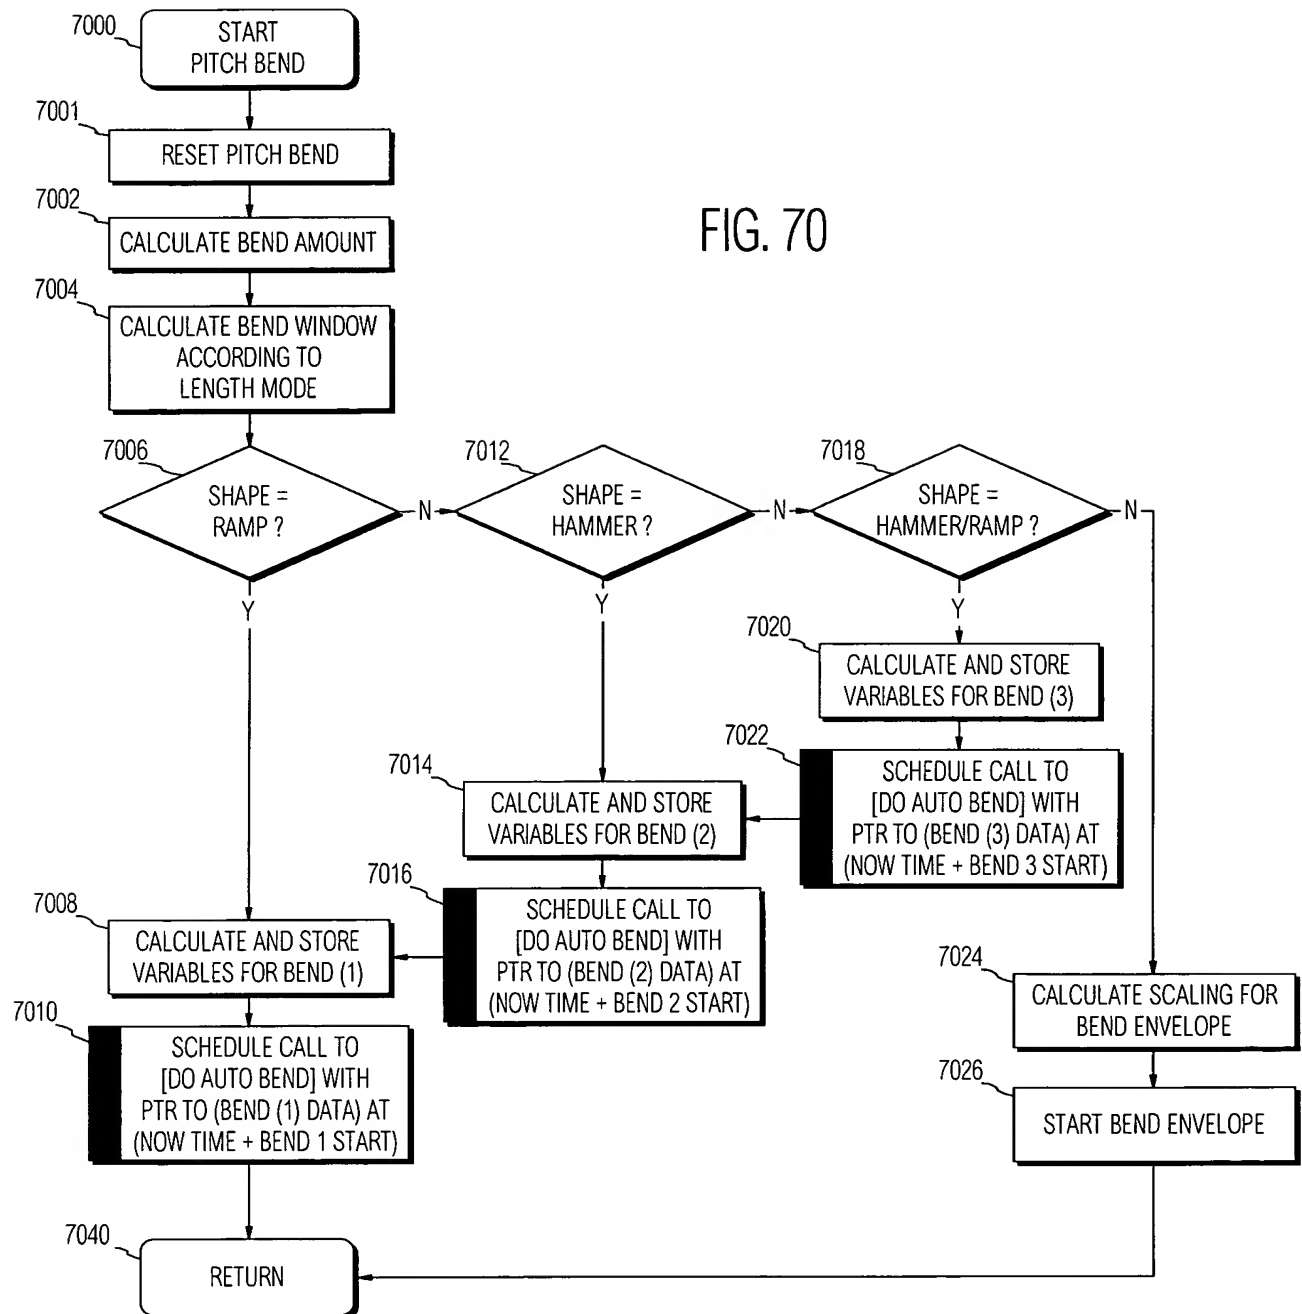 7000
START
PITCH BEND
7001
RESET PITCH BEND
7002
CALCULATE BEND AMOUNT
FIG. 70
7004
CALCULATE BEND WINDOW
ACCORDING TO
LENGTH MODE
7006
SHAPE =
RAMP ?
N
Y
7012
SHAPE =
HAMMER ?
N
Y
7018
SHAPE =
HAMMER/RAMP ?
N
Y
7020
CALCULATE AND STORE
VARIABLES FOR BEND (3)
7022
SCHEDULE CALL TO
[DO AUTO BEND] WITH
PTR TO (BEND (3) DATA) AT
(NOW TIME + BEND 3 START)
7014
CALCULATE AND STORE
VARIABLES FOR BEND (2)
7016
SCHEDULE CALL TO
[DO AUTO BEND] WITH
PTR TO (BEND (2) DATA) AT
(NOW TIME + BEND 2 START)
7008
CALCULATE AND STORE
VARIABLES FOR BEND (1)
7010
SCHEDULE CALL TO
[DO AUTO BEND] WITH
PTR TO (BEND (1) DATA) AT
(NOW TIME + BEND 1 START)
7024
CALCULATE SCALING FOR
BEND ENVELOPE
7026
START BEND ENVELOPE
7040
RETURN